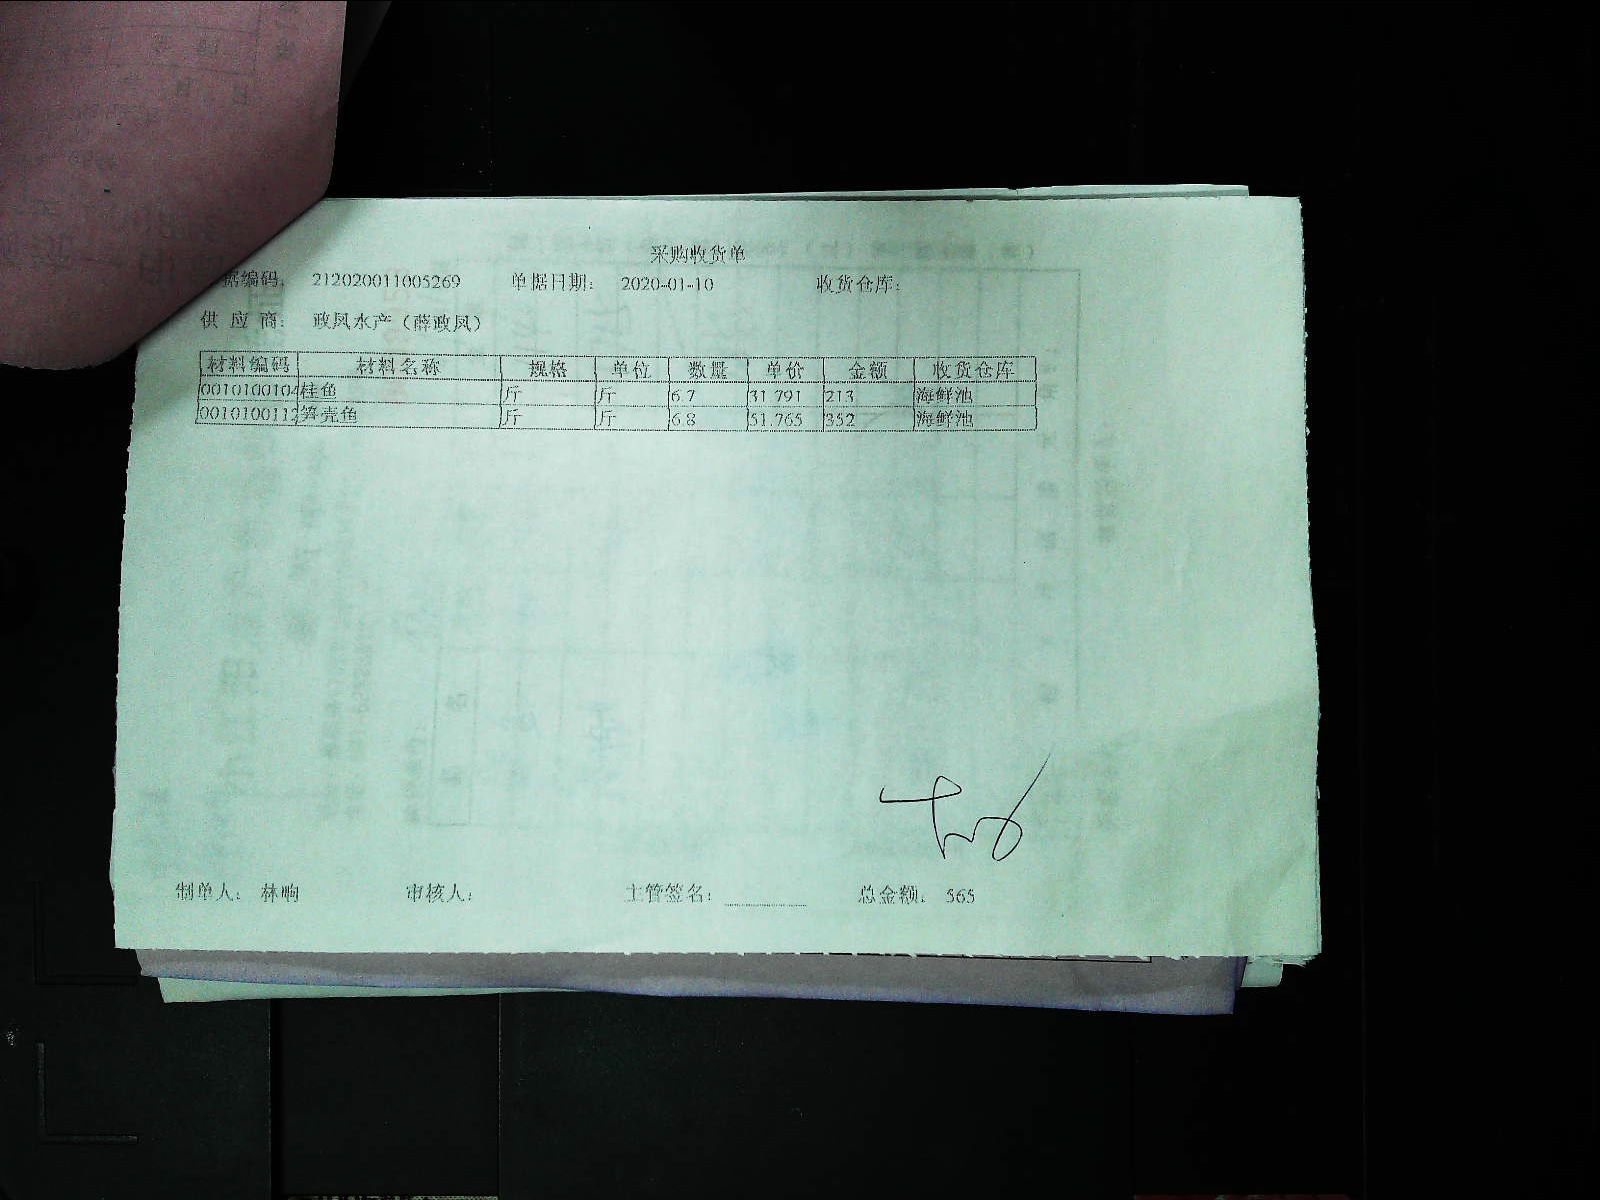 采购收货单
据编码: 212020011005269 单据日期: 2020-01-10 收货仓库:
供应商: 政凤水产（薛政凤）
材料编码 材料名称 规格 单位 数量 单价 金额 收货仓库
0010100104 桂鱼 斤 斤 6.7 31.791 213 海鲜池
0010100112 笋壳鱼 斤 斤 6.8 51.765 352 海鲜池
制单人: 林晌 审核人: 主管签名: 总金额: 565